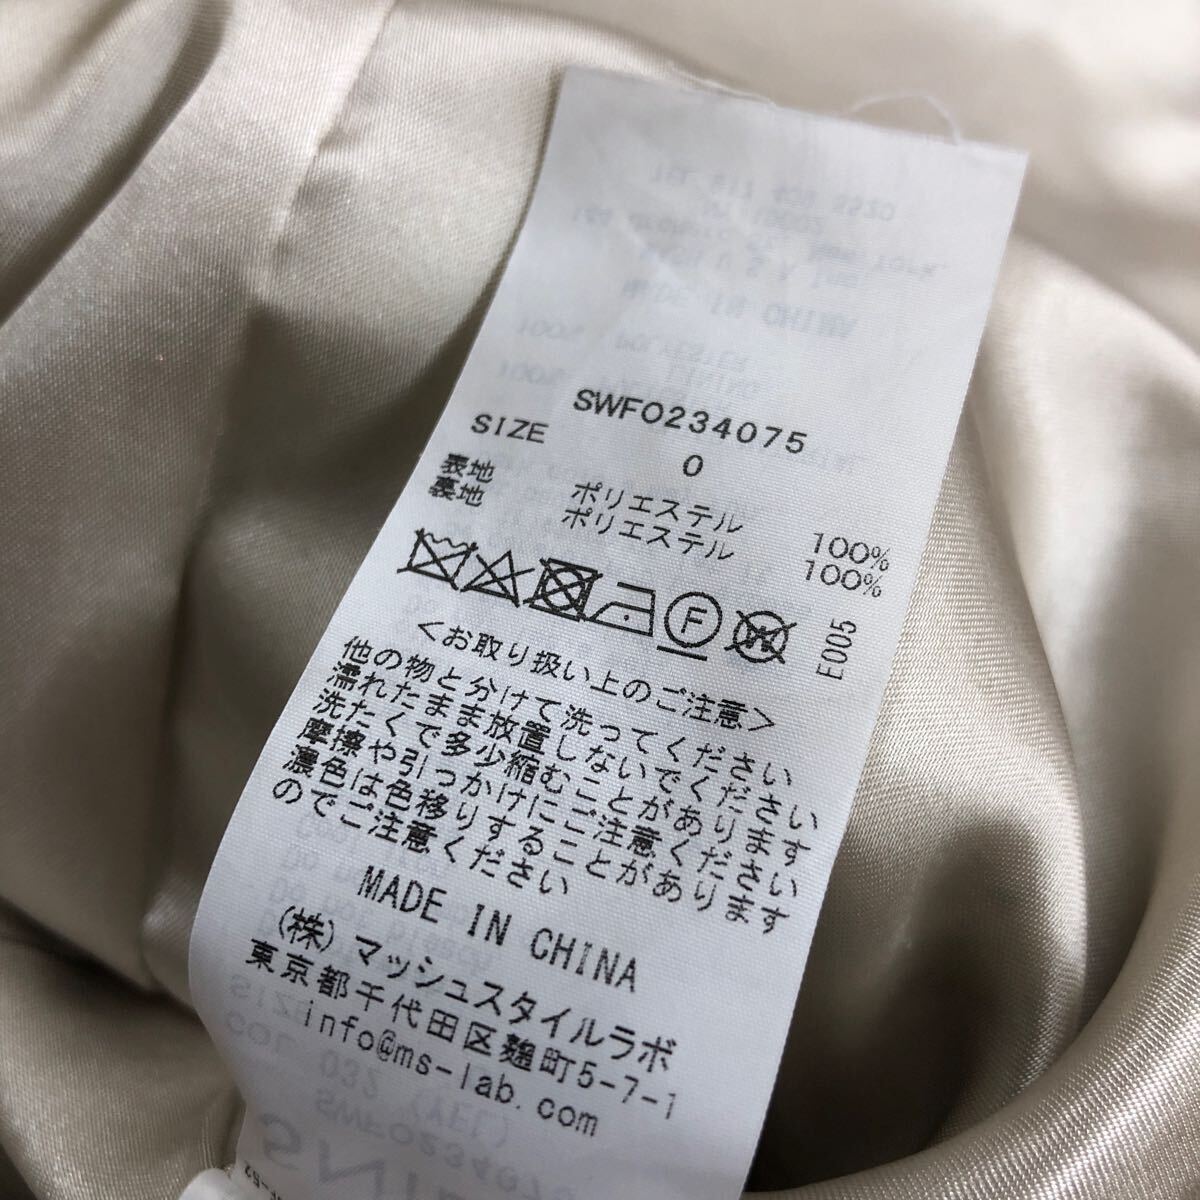 SWFO234075
SIZE 0
表地 ポリエステル 100%
裏地 ポリエステル 100%
F W
E005
<お取り扱い上のご注意>
他の物と分けて洗ってください
濡れたまま放置しないでください
洗たくで多少縮むことがあります
摩擦や引っかけにご注意ください
濃色は色移りすることがあります
のでご注意ください
MADE IN CHINA
(株)マッシュスタイルラボ
東京都千代田区麹町5-7-1
info@ms-lab.com